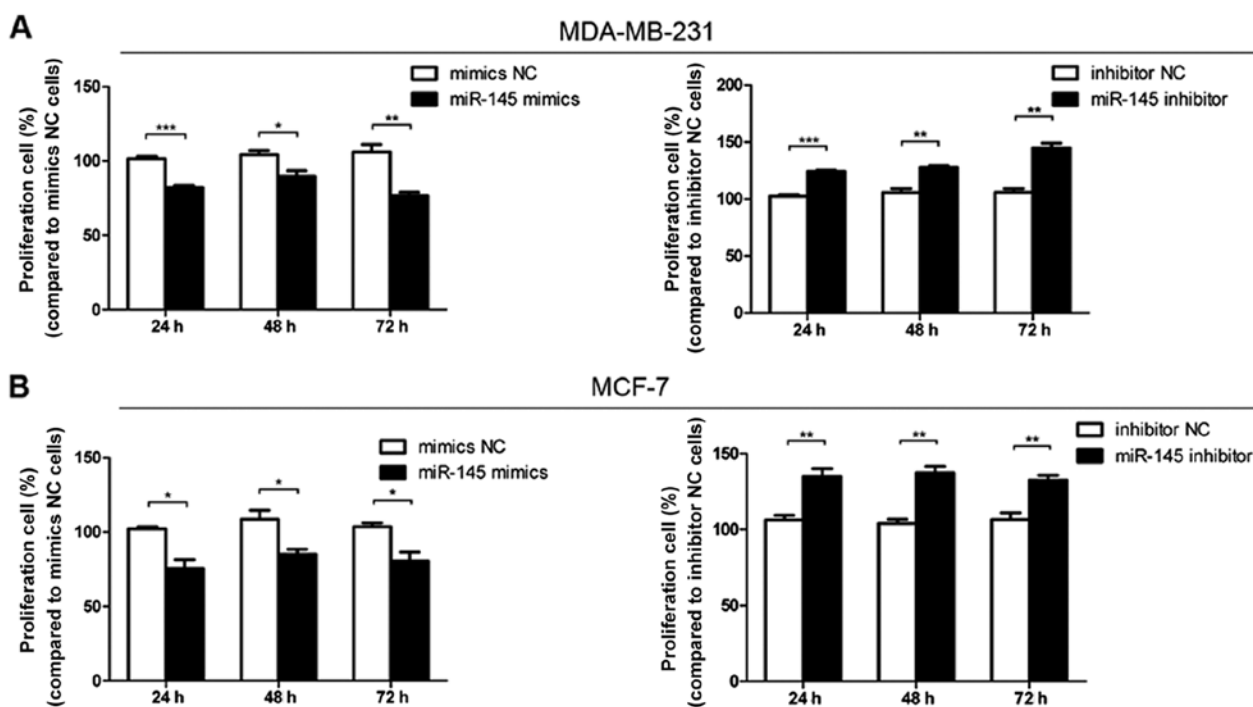 A
MDA-MB-231
mimics NC
miR-145 mimics
Proliferation cell (%)
(compared to mimics NC cells)
150
100
50
0
***
*
**
24 h
48 h
72 h
inhibitor NC
miR-145 inhibitor
Proliferation cell (%)
(compared to inhibitor NC cells)
200
150
100
50
0
***
**
**
24 h
48 h
72 h
B
MCF-7
mimics NC
miR-145 mimics
Proliferation cell (%)
(compared to mimics NC cells)
150
100
50
0
*
*
*
24 h
48 h
72 h
inhibitor NC
miR-145 inhibitor
Proliferation cell (%)
(compared to inhibitor NC cells)
150
100
50
0
**
**
**
24 h
48 h
72 h